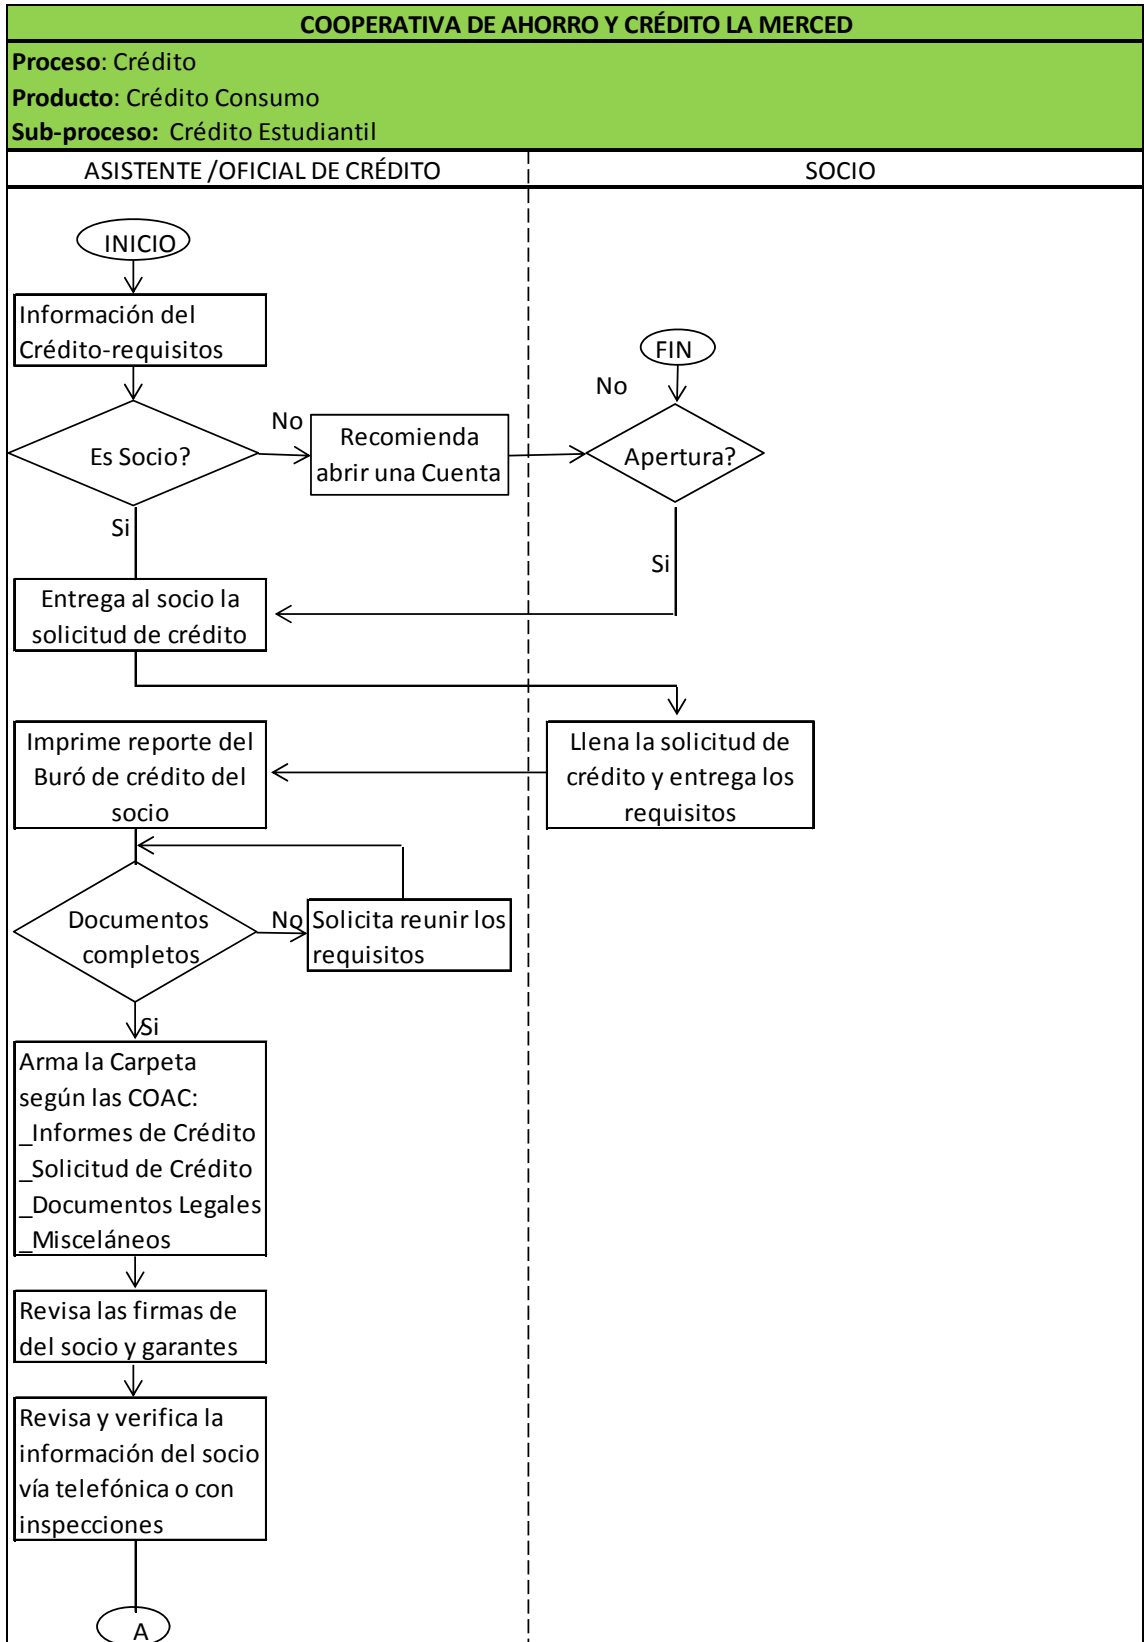 COOPERATIVA DE AHORRO Y CRÉDITO LA MERCED
Proceso: Crédito
Producto: Crédito Consumo
Sub-proceso: Crédito Estudiantil
ASISTENTE /OFICIAL DE CRÉDITO
SOCIO
INICIO
Información del
Crédito-requisitos
FIN
No
Es Socio?
No
Recomienda
abrir una Cuenta
Apertura?
Si
Si
Entrega al socio la
solicitud de crédito
Imprime reporte del
Buró de crédito del
socio
Llena la solicitud de
crédito y entrega los
requisitos
Documentos
completos
No
Solicita reunir los
requisitos
Si
Arma la Carpeta
según las COAC:
_Informes de Crédito
_Solicitud de Crédito
_Documentos Legales
_Misceláneos
Revisa las firmas de
del socio y garantes
Revisa y verifica la
información del socio
vía telefónica o con
inspecciones
A